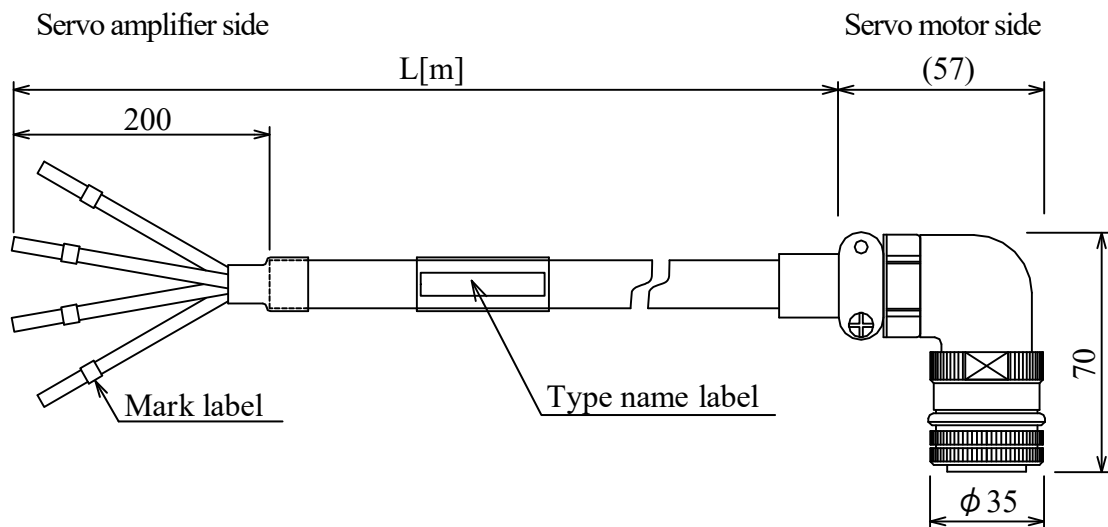 Servo amplifier side
Servo motor side
L[m]
(57)
200
70
Type name label
Mark label
ϕ35